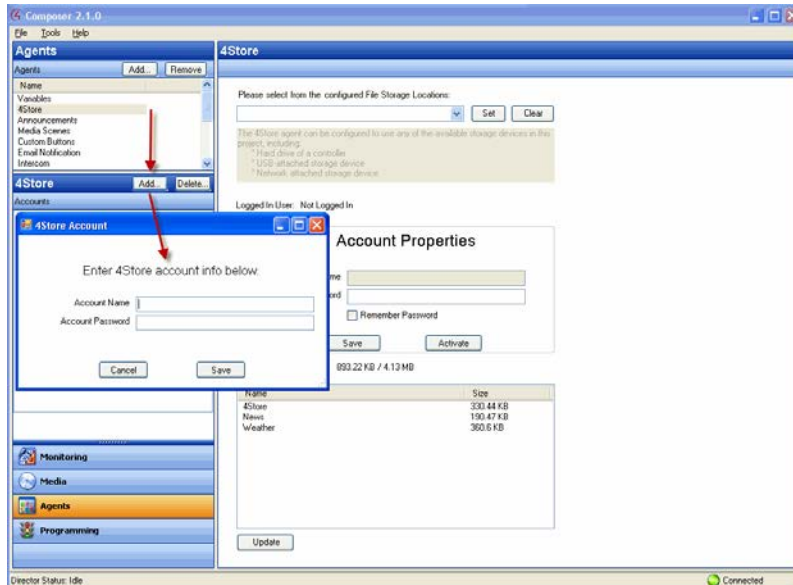 Composer 2.1.0
File Tools Help
Agents
Agents Add... Remove
Name
Variables
4Store
Announcements
Media Scenes
Custom Buttons
Email Notification
Intercom
4Store Add... Delete...
Accounts
4Store
Please select from the configured File Storage Locations:
Set Clear
The 4Store agent can be configured to use any of the available storage devices in this
project, including:
* Hard drive of a controller
* USB attached storage device
* Network attached storage device
Logged In User: Not Logged In
4Store Account
Enter 4Store account info below:
Account Name
Account Password
Cancel Save
Account Properties
me
ord
Remember Password
Save Activate
893.22 KB / 4.13 MB
Name Size
4Store 330.44 KB
News 190.47 KB
Weather 360.6 KB
Update
Monitoring
Media
Agents
Programming
Director Status: Idle
Connected